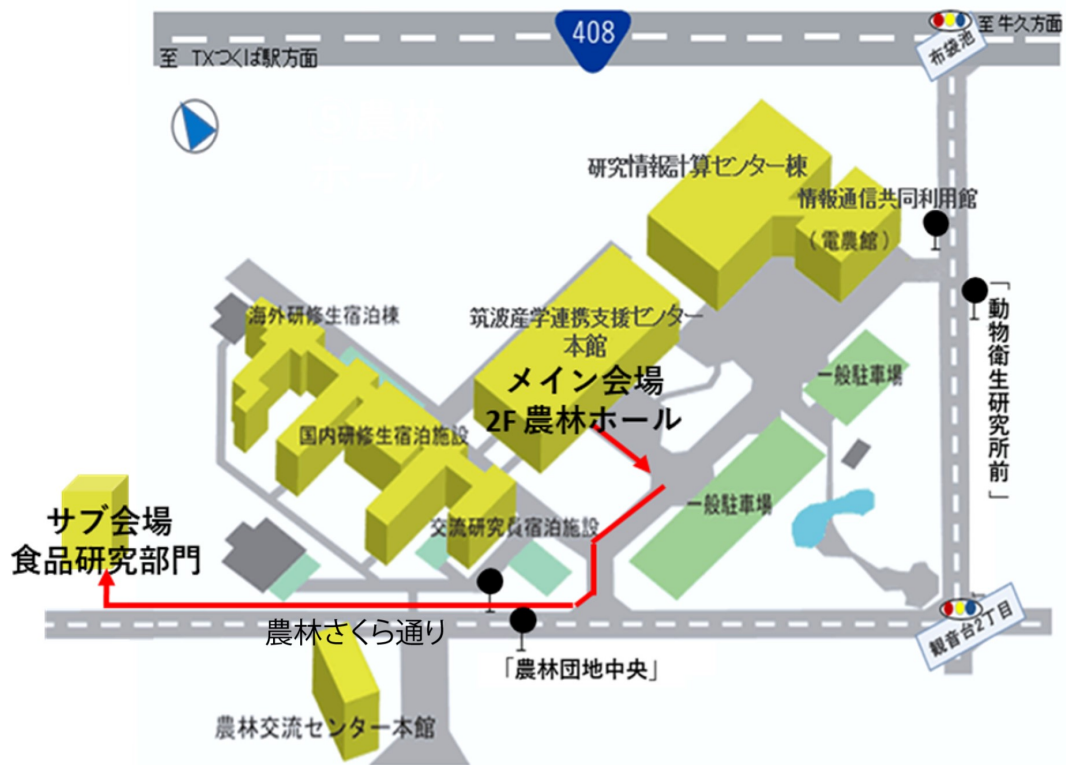 408
至 牛久方面
至 TXつくば駅方面
布袋池
研究情報計算センター棟
情報通信共同利用館
（電農館）
海外研修生宿泊棟
筑波産学連携支援センター
本館
メイン会場
2F 農林ホール
「動物衛生研究所前」
一般駐車場
国内研修生宿泊施設
一般駐車場
サブ会場
食品研究部門
交流研究員宿泊施設
農林さくら通り
観音台2丁目
「農林団地中央」
農林交流センター本館